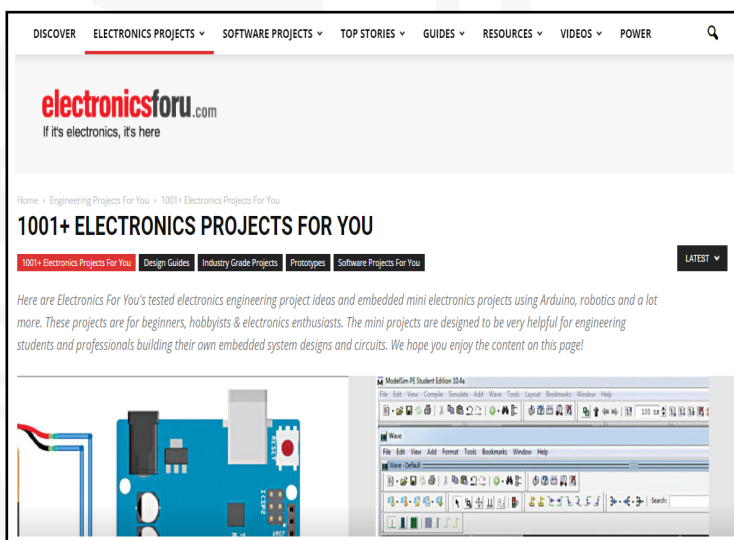 DISCOVER ELECTRONICS PROJECTS SOFTWARE PROJECTS TOP STORIES GUIDES RESOURCES VIDEOS POWER
electronicsforu.com
If it's electronics, it's here
Home › Engineering Projects For You › 1001+ Electronics Projects For You
1001+ ELECTRONICS PROJECTS FOR YOU
1001+ Electronics Projects For You Design Guides Industry Grade Projects Prototypes Software Projects For You LATEST
Here are Electronics For You's tested electronics engineering project ideas and embedded mini electronics projects using Arduino, robotics and a lot
more. These projects are for beginners, hobbyists & electronics enthusiasts. The mini projects are designed to be very helpful for engineering
students and professionals building their own embedded system designs and circuits. We hope you enjoy the content on this page!
RESET
ICSP2
AREF
ModelSim PE Student Edition 10.4a
File Edit View Compile Simulate Add Wave Tools Layout Bookmarks Window Help
100 ns
Wave
File Edit View Add Format Tools Bookmarks Window Help
Wave - Default
Search: